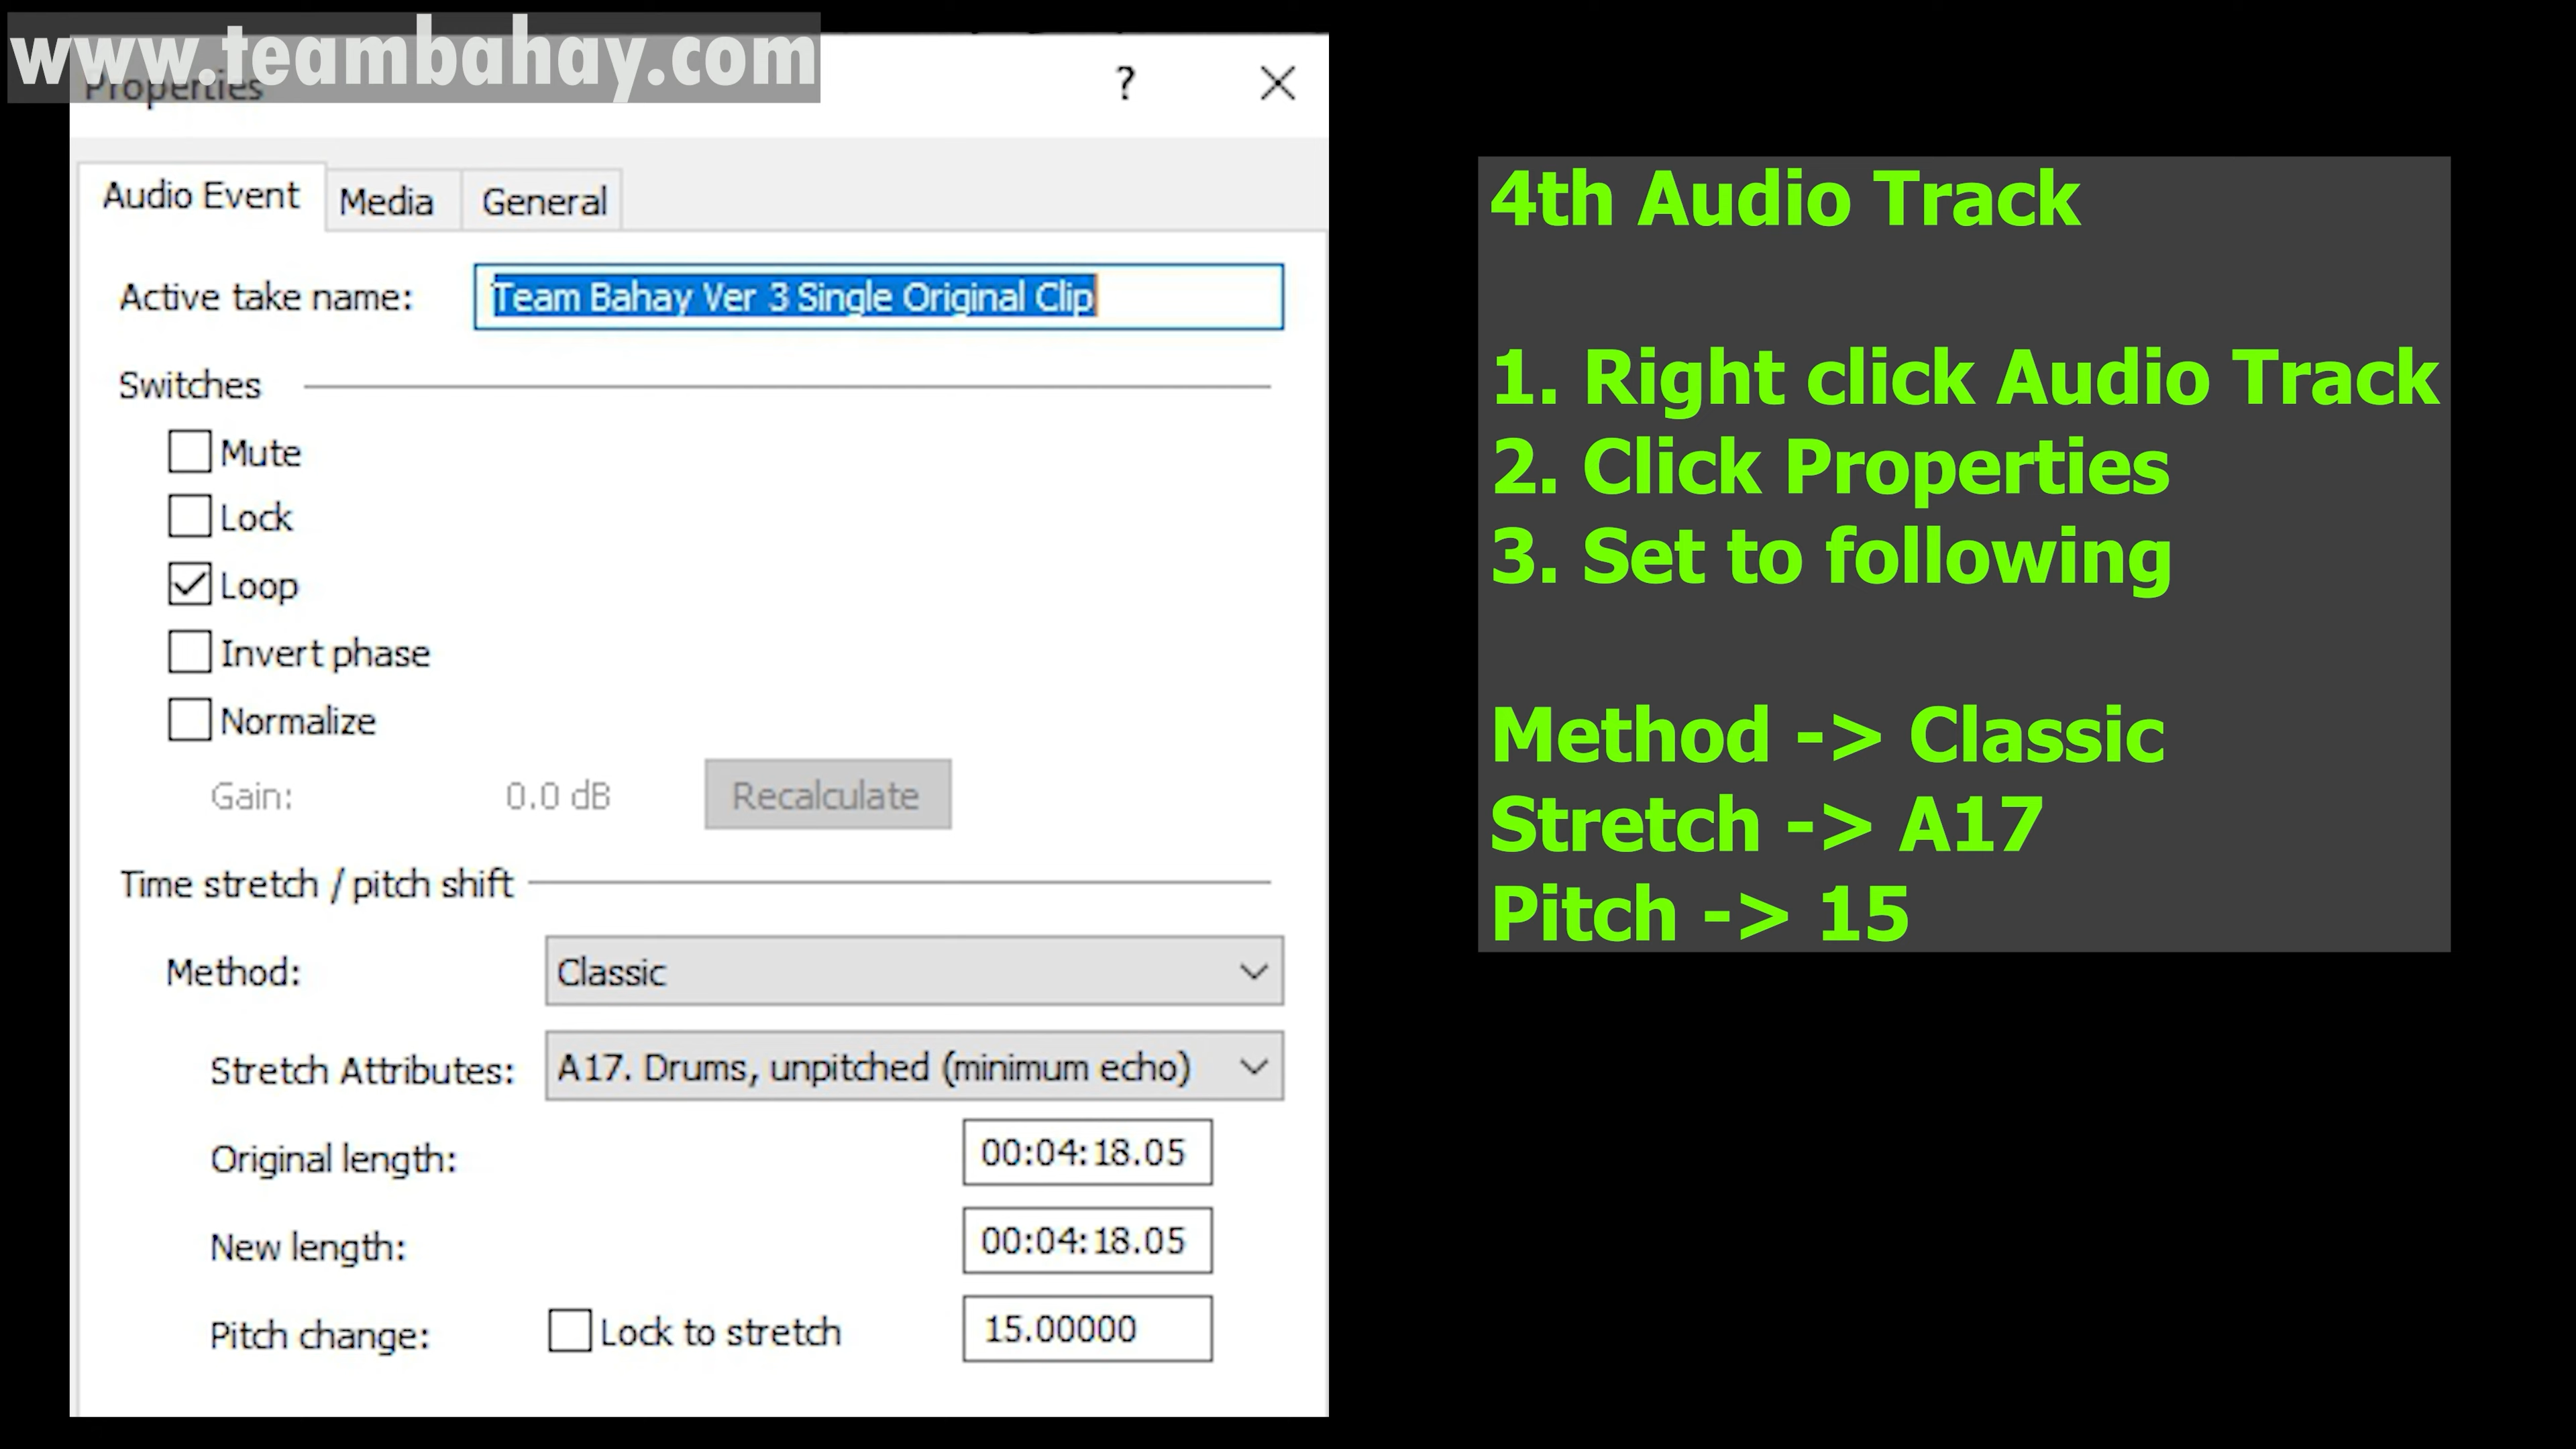 www.teambahay.com
Properties
?
Audio Event Media General
Active take name: Team Bahay Ver 3 Single Original Clip
Switches
Mute
Lock
Loop
Invert phase
Normalize
Gain: 0.0 dB Recalculate
Time stretch / pitch shift
Method: Classic
Stretch Attributes: A17. Drums, unpitched (minimum echo)
Original length: 00:04:18.05
New length: 00:04:18.05
Pitch change: Lock to stretch 15.00000
4th Audio Track
1. Right click Audio Track
2. Click Properties
3. Set to following
Method -> Classic
Stretch -> A17
Pitch -> 15